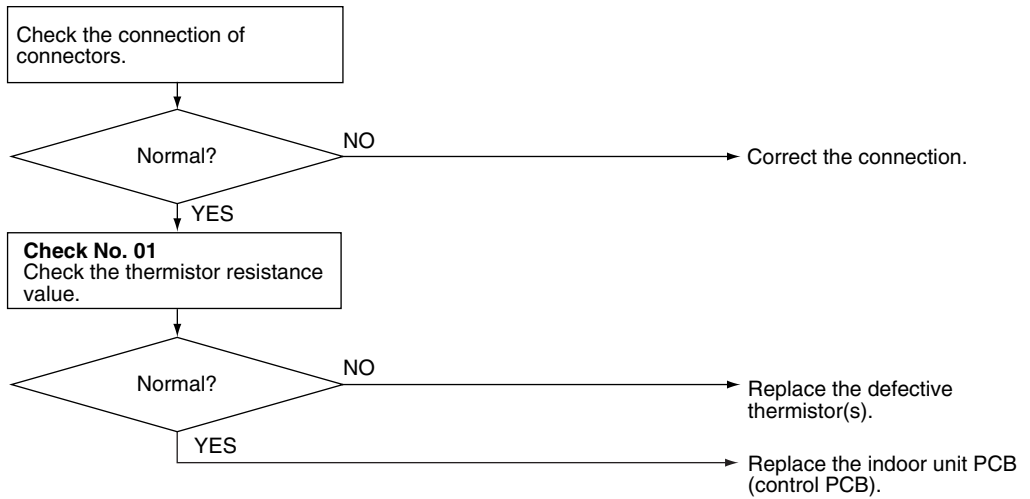 Check the connection of
connectors.
Normal?
NO
Correct the connection.
YES
Check No. 01
Check the thermistor resistance
value.
Normal?
NO
Replace the defective
thermistor(s).
YES
Replace the indoor unit PCB
(control PCB).